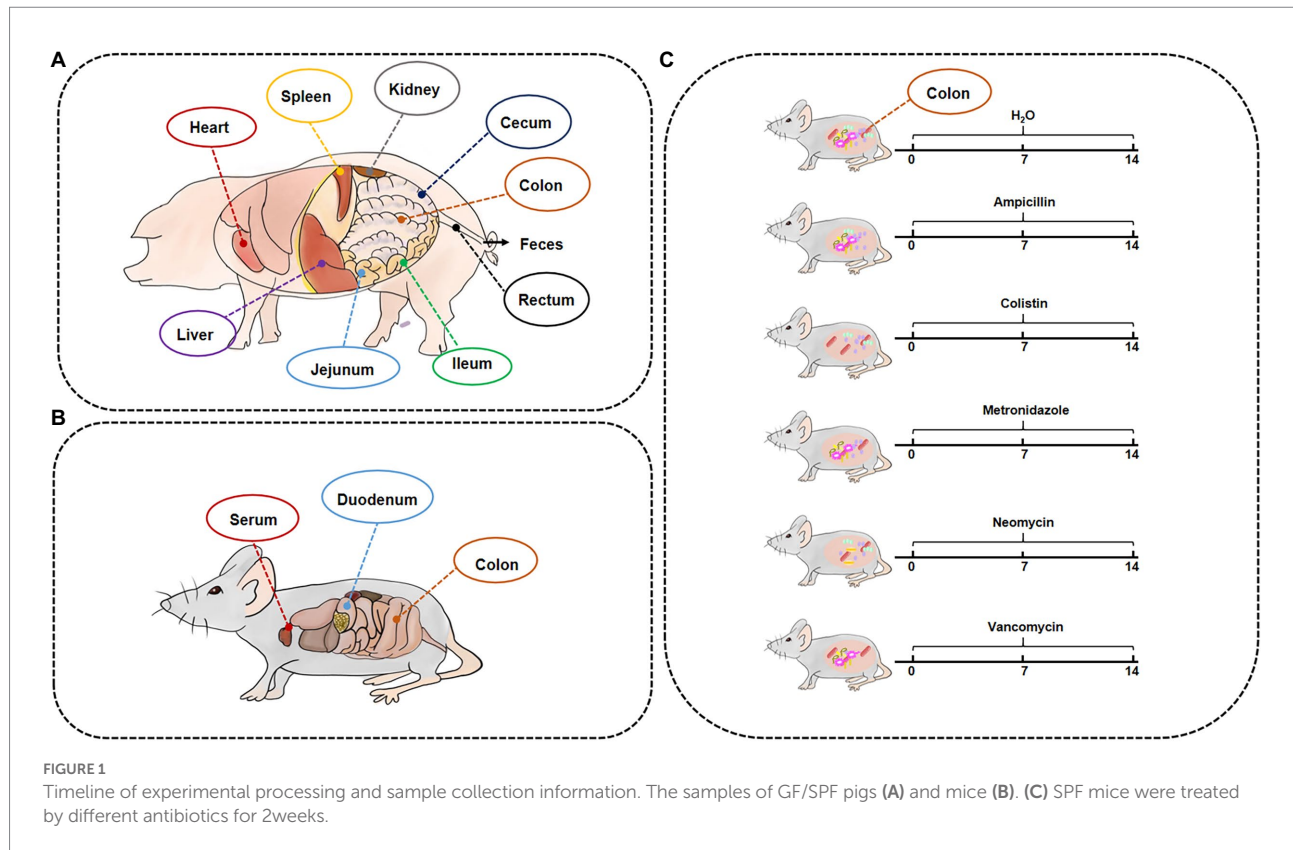 A
Spleen
Kidney
Heart
Cecum
Colon
Feces
Rectum
Liver
Jejunum
Ileum
B
Serum
Duodenum
Colon
C
Colon
H₂O
0 7 14
Ampicillin
0 7 14
Colistin
0 7 14
Metronidazole
0 7 14
Neomycin
0 7 14
Vancomycin
0 7 14
FIGURE 1
Timeline of experimental processing and sample collection information. The samples of GF/SPF pigs (A) and mice (B). (C) SPF mice were treated
by different antibiotics for 2weeks.